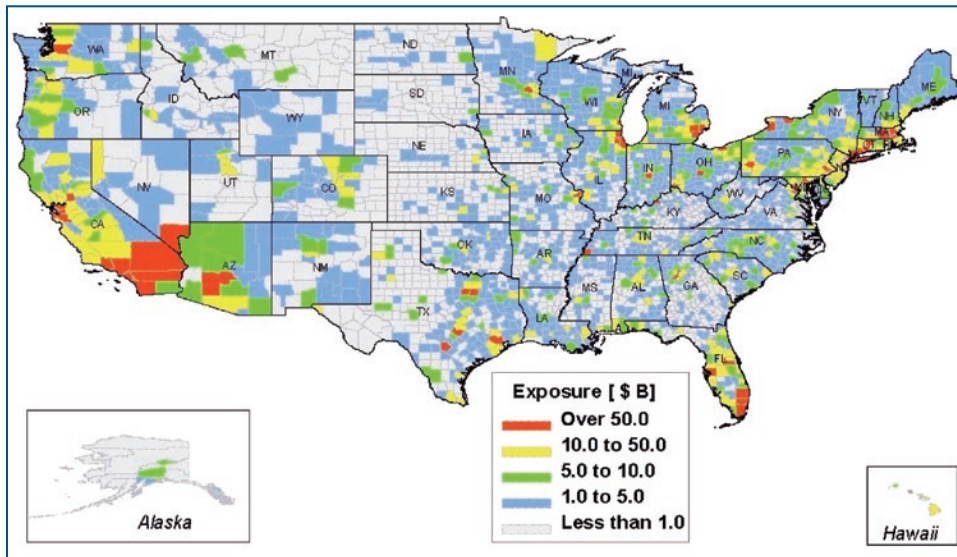 WA
MT
ND
MN
OR
ID
WY
SD
WI
MI
MI
NY
VT
NH
ME
MA
CT
NV
UT
CO
NE
IA
IL
IN
OH
PA
CA
KS
MO
KY
WV
VA
AZ
NM
OK
AR
TN
NC
SC
TX
LA
MS
AL
GA
FL
Exposure [ $ B]
Over 50.0
10.0 to 50.0
5.0 to 10.0
1.0 to 5.0
Less than 1.0
Alaska
Hawaii